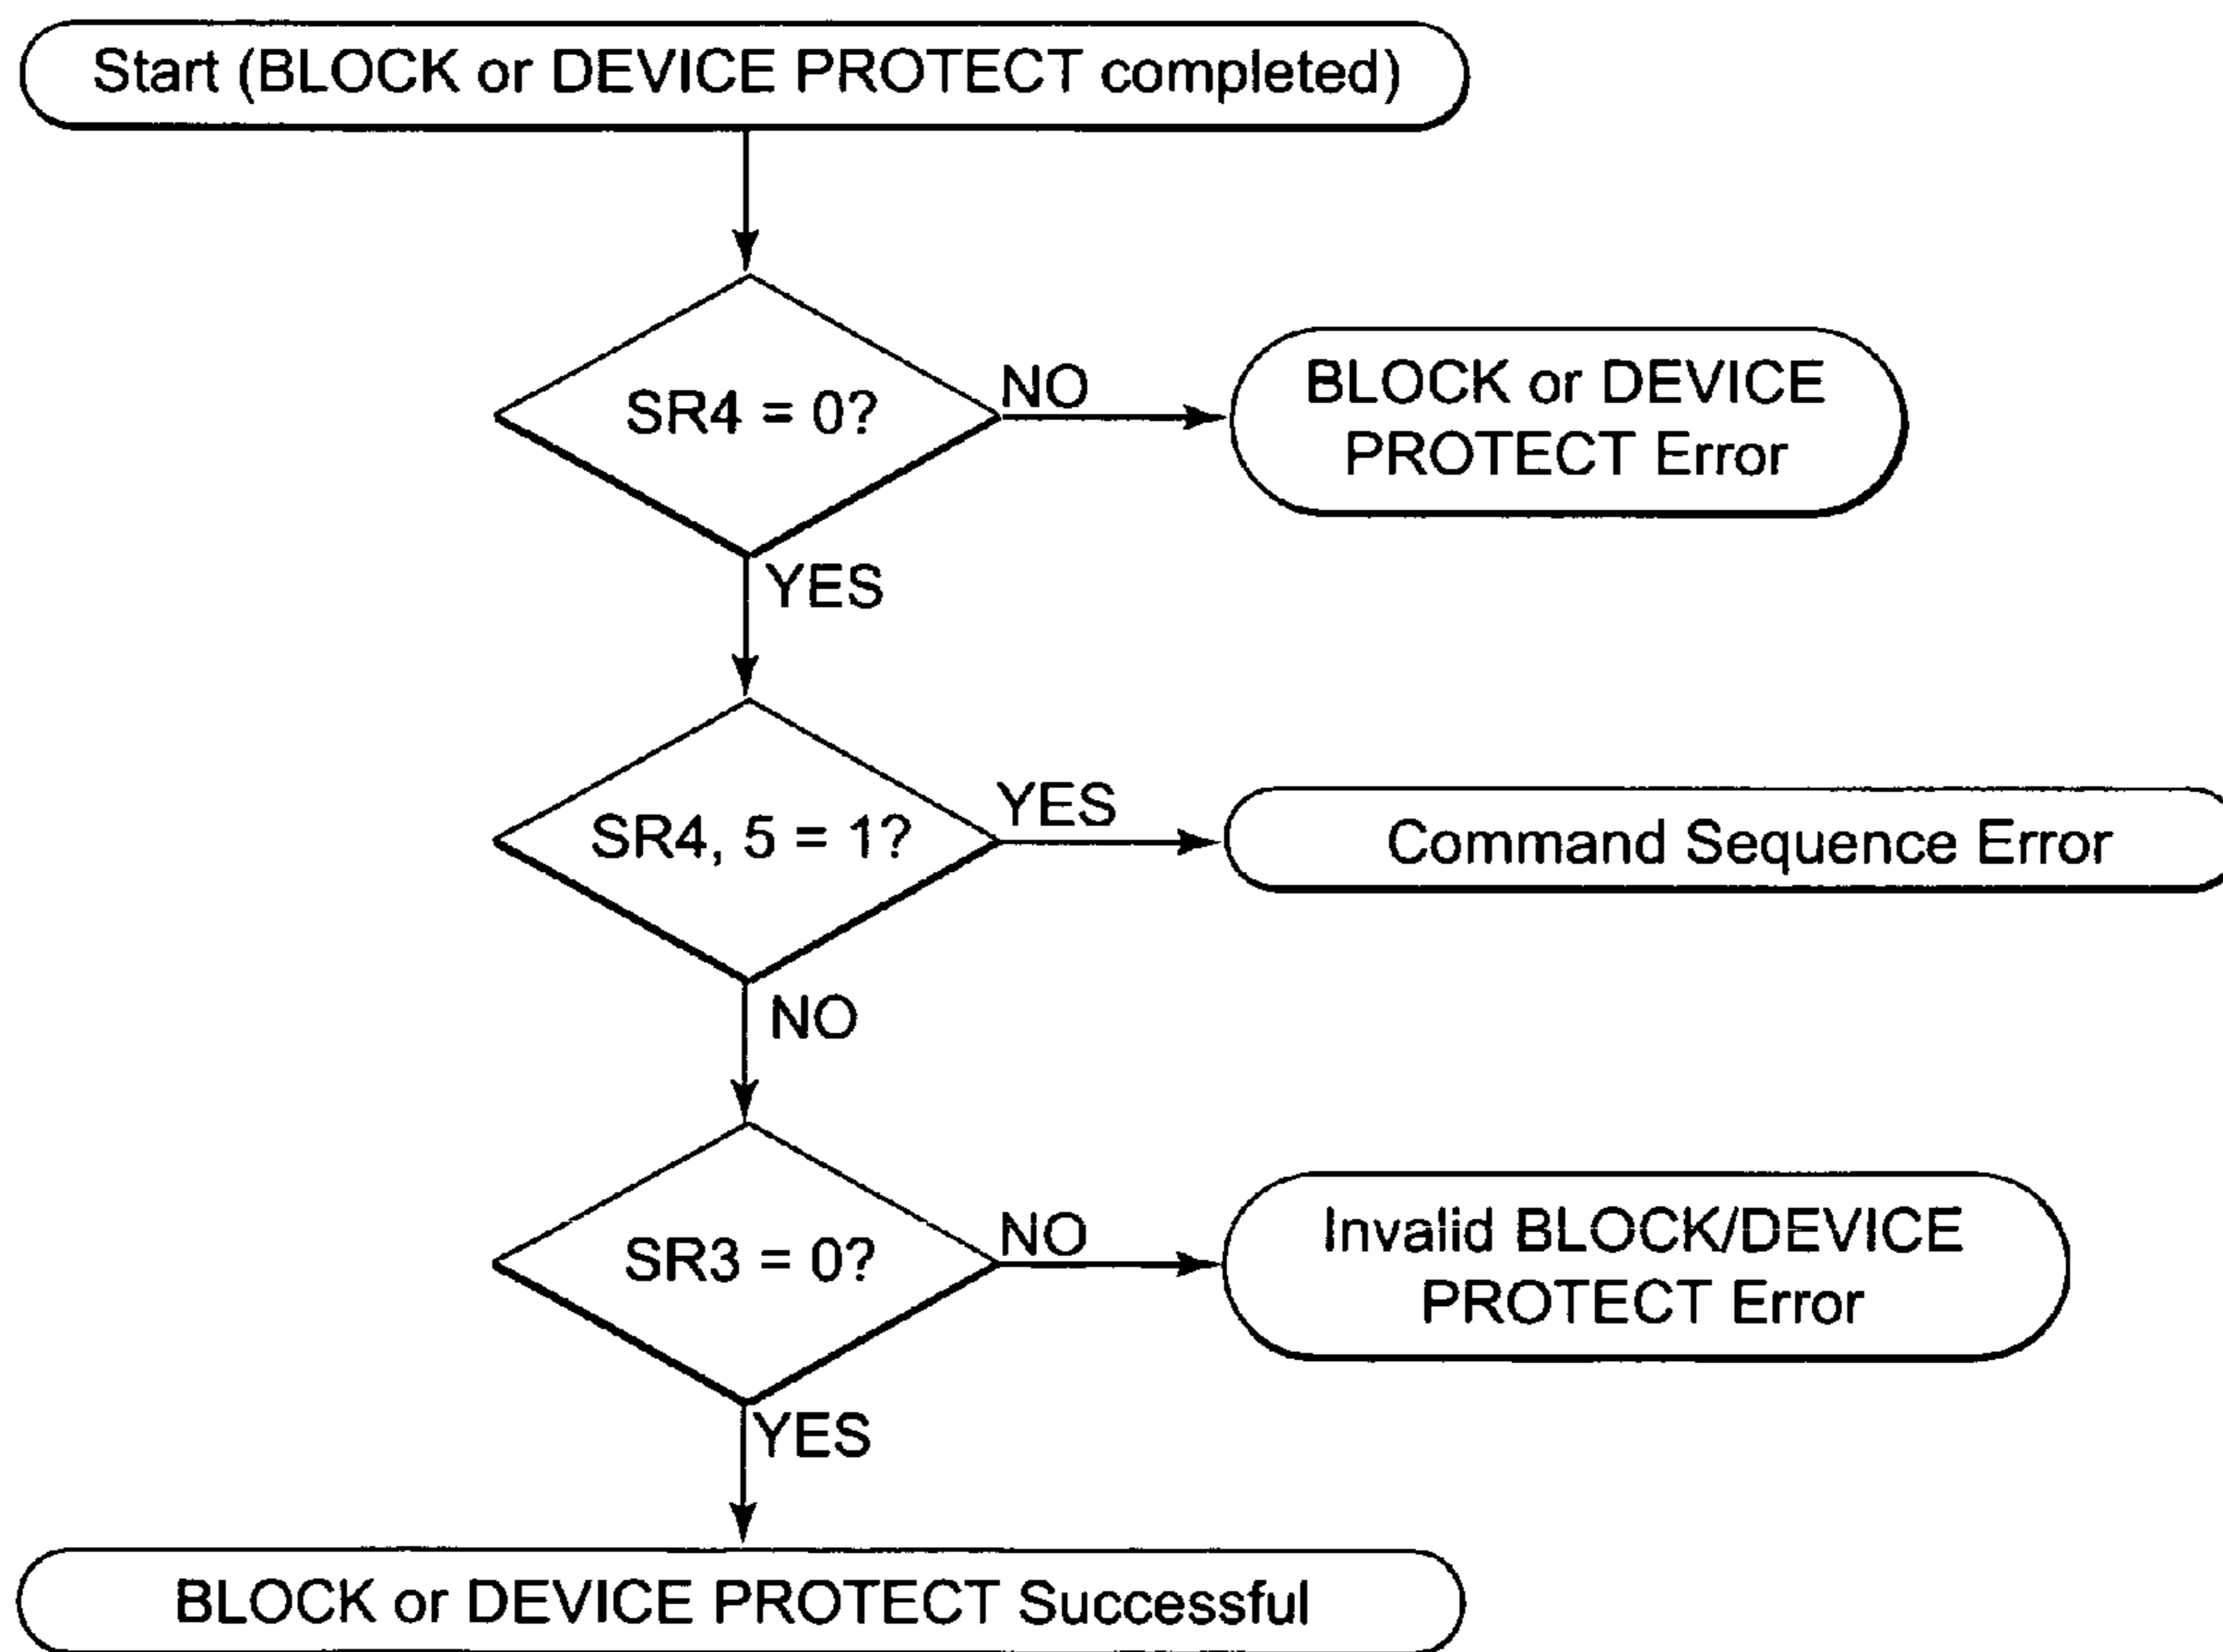 Start (BLOCK or DEVICE PROTECT completed)
SR4 = 0?
NO
BLOCK or DEVICE
PROTECT Error
YES
SR4, 5 = 1?
YES
Command Sequence Error
NO
SR3 = 0?
NO
Invalid BLOCK/DEVICE
PROTECT Error
YES
BLOCK or DEVICE PROTECT Successful